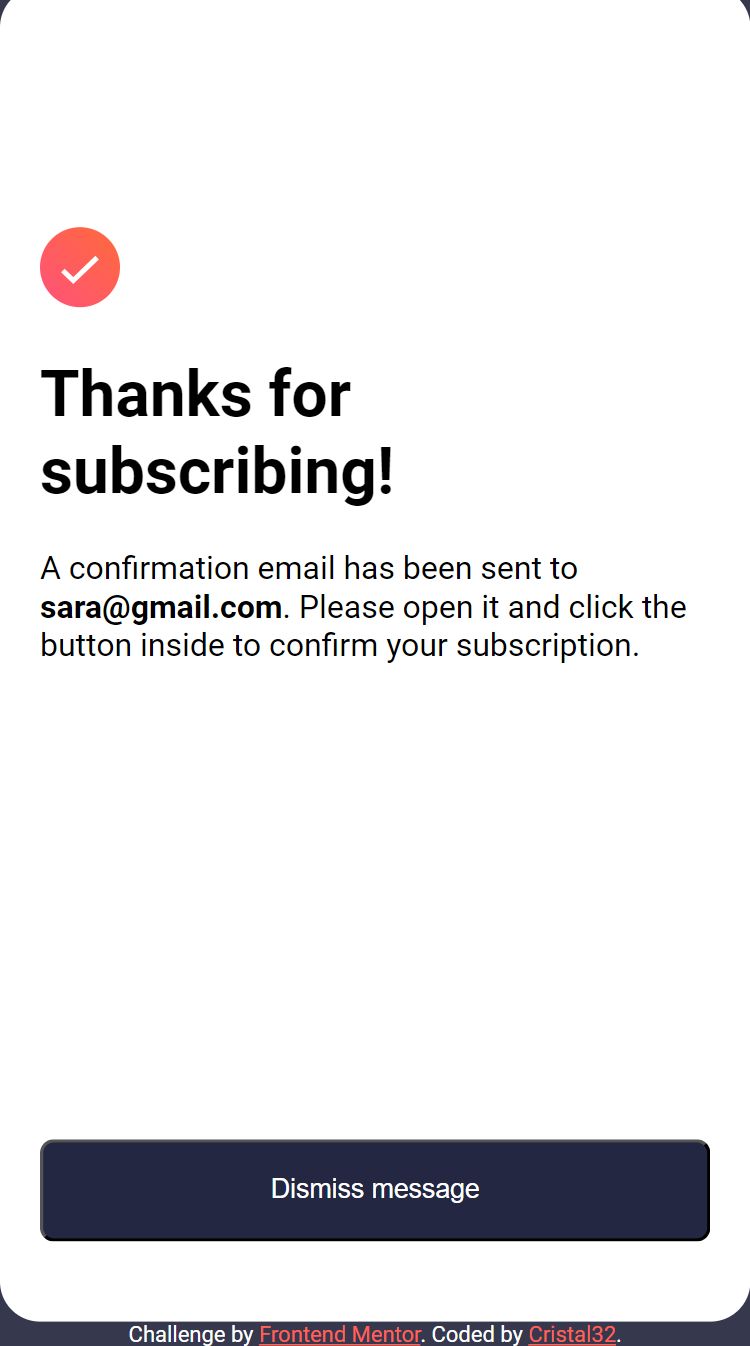 Thanks for
subscribing!
A confirmation email has been sent to
sara@gmail.com. Please open it and click the
button inside to confirm your subscription.
Dismiss message
Challenge by Frontend Mentor. Coded by Cristal32.